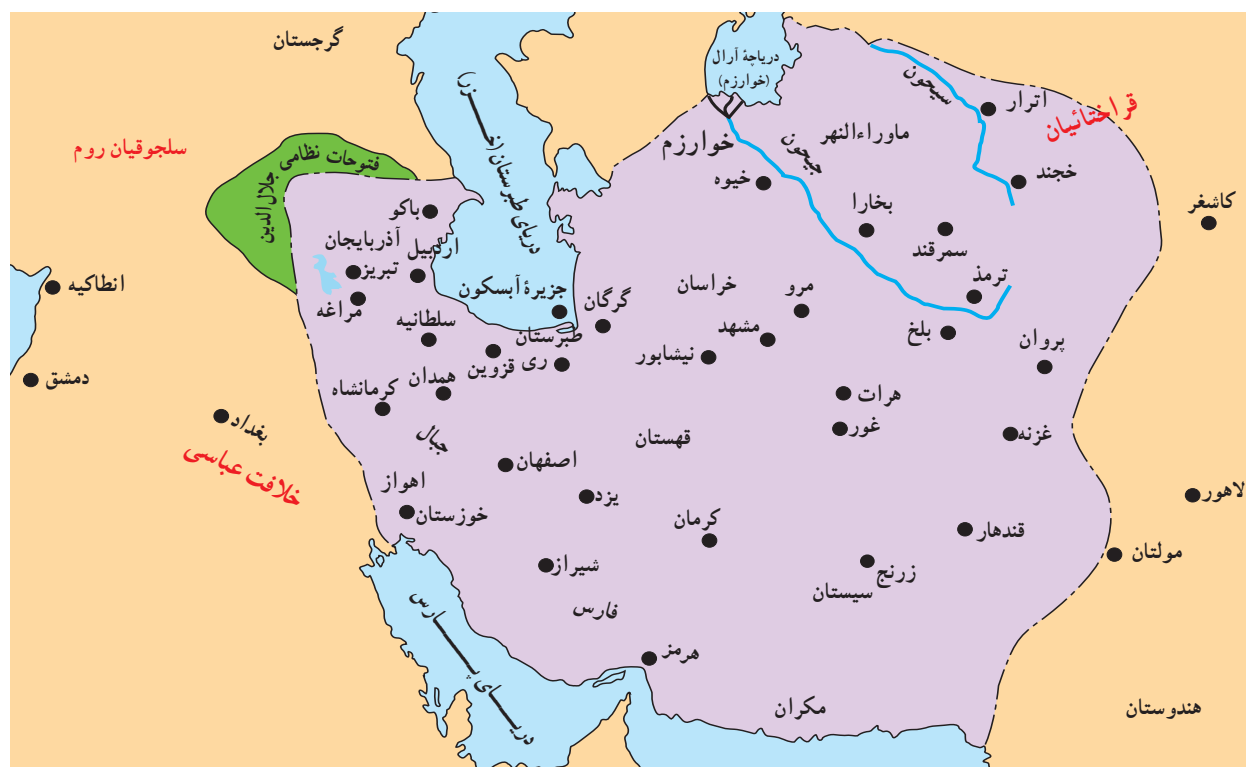 گرجستان
دریاچهٔ آرال
(خوارزم)
سیحون
اترار
قراختائیان
ماوراءالنهر
خوارزم
جیحون
خیوه
خجند
کاشغر
بخارا
سمرقند
ترمذ
بلخ
پروان
سلجوقیان روم
فتوحات نظامی جلال‌الدین
دریای طبرستان (خزر)
باکو
آذربایجان
اردبیل
تبریز
مراغه
جزیرهٔ آبسکون
گرگان
خراسان
مرو
مشهد
نیشابور
سلطانیه
طبرستان
ری
قزوین
همدان
کرمانشاه
انطاکیه
دمشق
بغداد
خلافت عباسی
جبال
اصفهان
قهستان
هرات
غور
غزنه
لاهور
مولتان
اهواز
خوزستان
یزد
کرمان
قندهار
زرنج
سیستان
شیراز
فارس
هرمز
مکران
هندوستان
دریای پارس